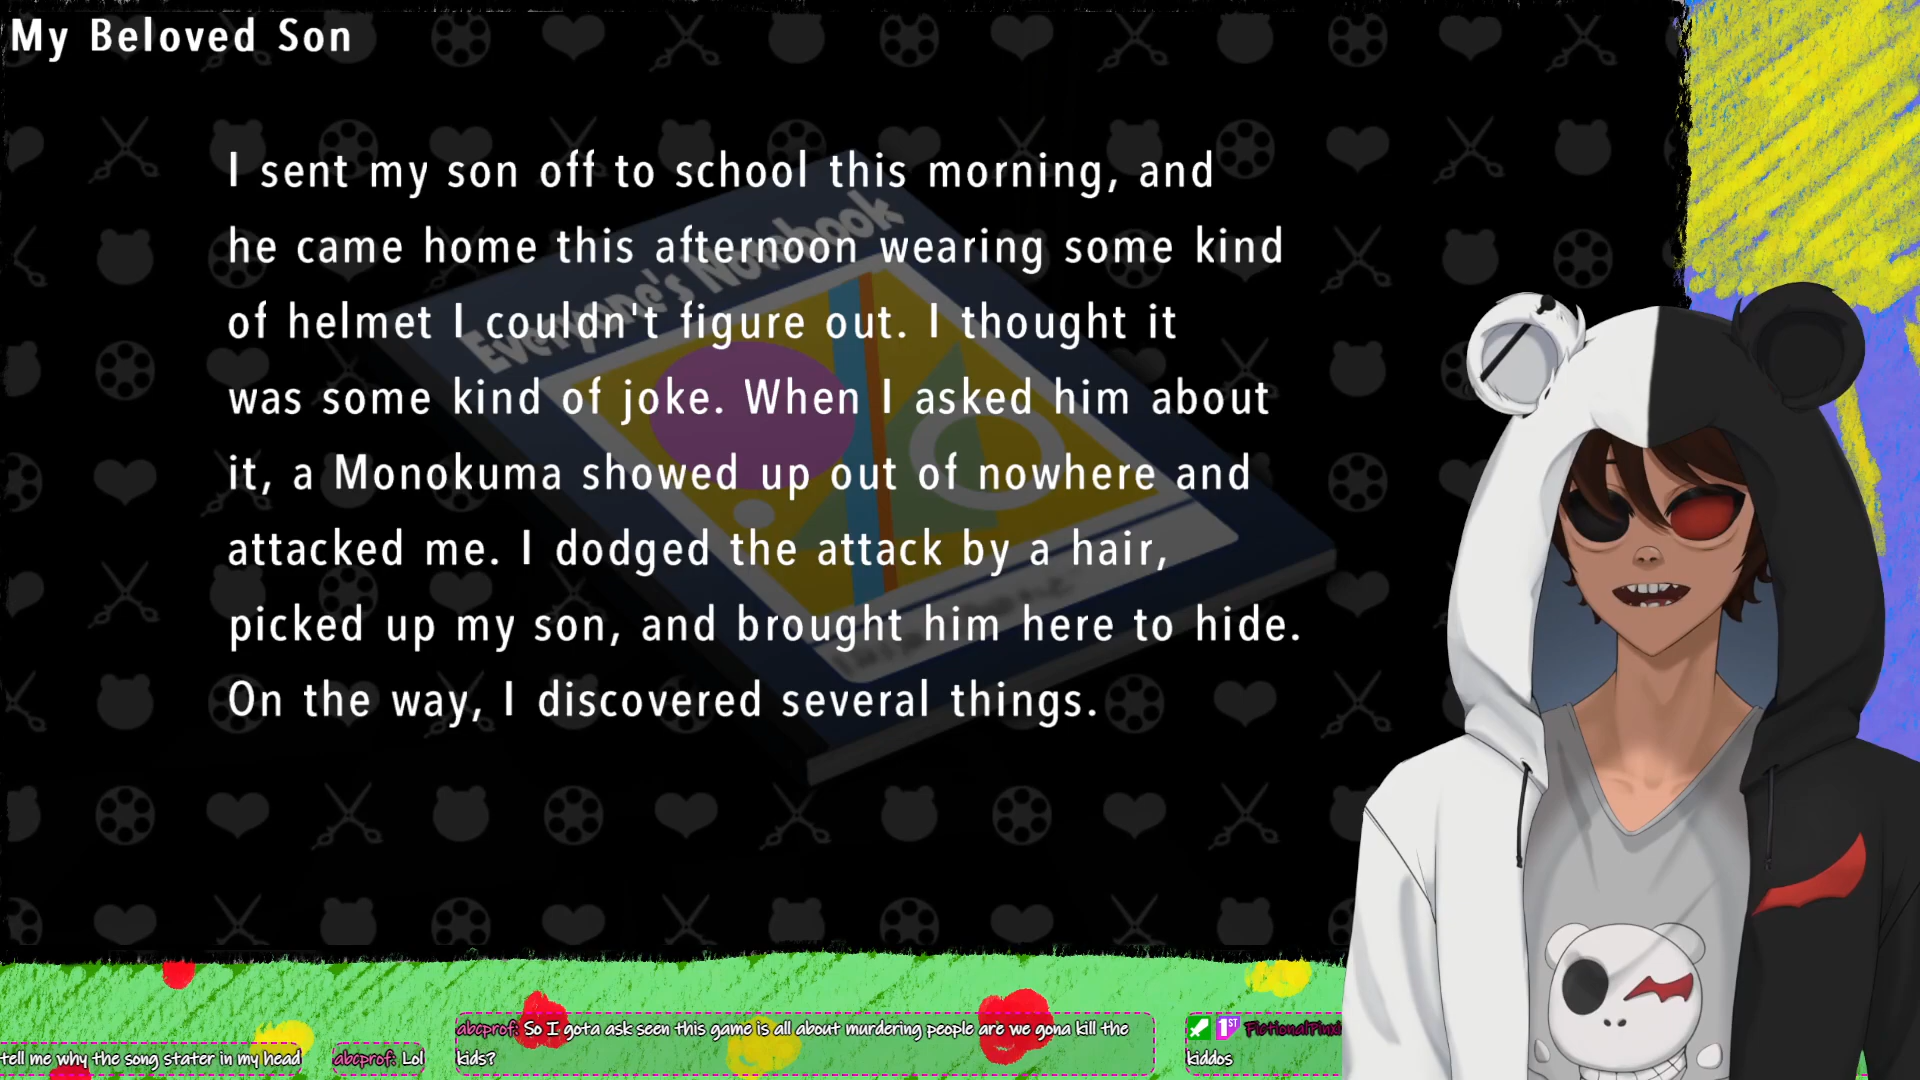 My Beloved Son
I sent my son off to school this morning, and
he came home this afternoon wearing some kind
of helmet I couldn't figure out. I thought it
was some kind of joke. When I asked him about
it, a Monokuma showed up out of nowhere and
attacked me. I dodged the attack by a hair,
picked up my son, and brought him here to hide.
On the way, I discovered several things.
Everyone's Notebook
tell me why the song stater in my head
abcprof: Lol
abcprof: So I gota ask seen this game is all about murdering people are we gona kill the
kids?
1ST
kiddos